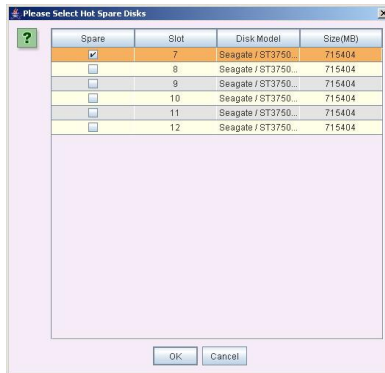 Please Select Hot Spare Disks
?
Spare Slot Disk Model Size(MB)
7 Seagate / ST3750... 715404
8 Seagate / ST3750... 715404
9 Seagate / ST3750... 715404
10 Seagate / ST3750... 715404
11 Seagate / ST3750... 715404
12 Seagate / ST3750... 715404
OK Cancel